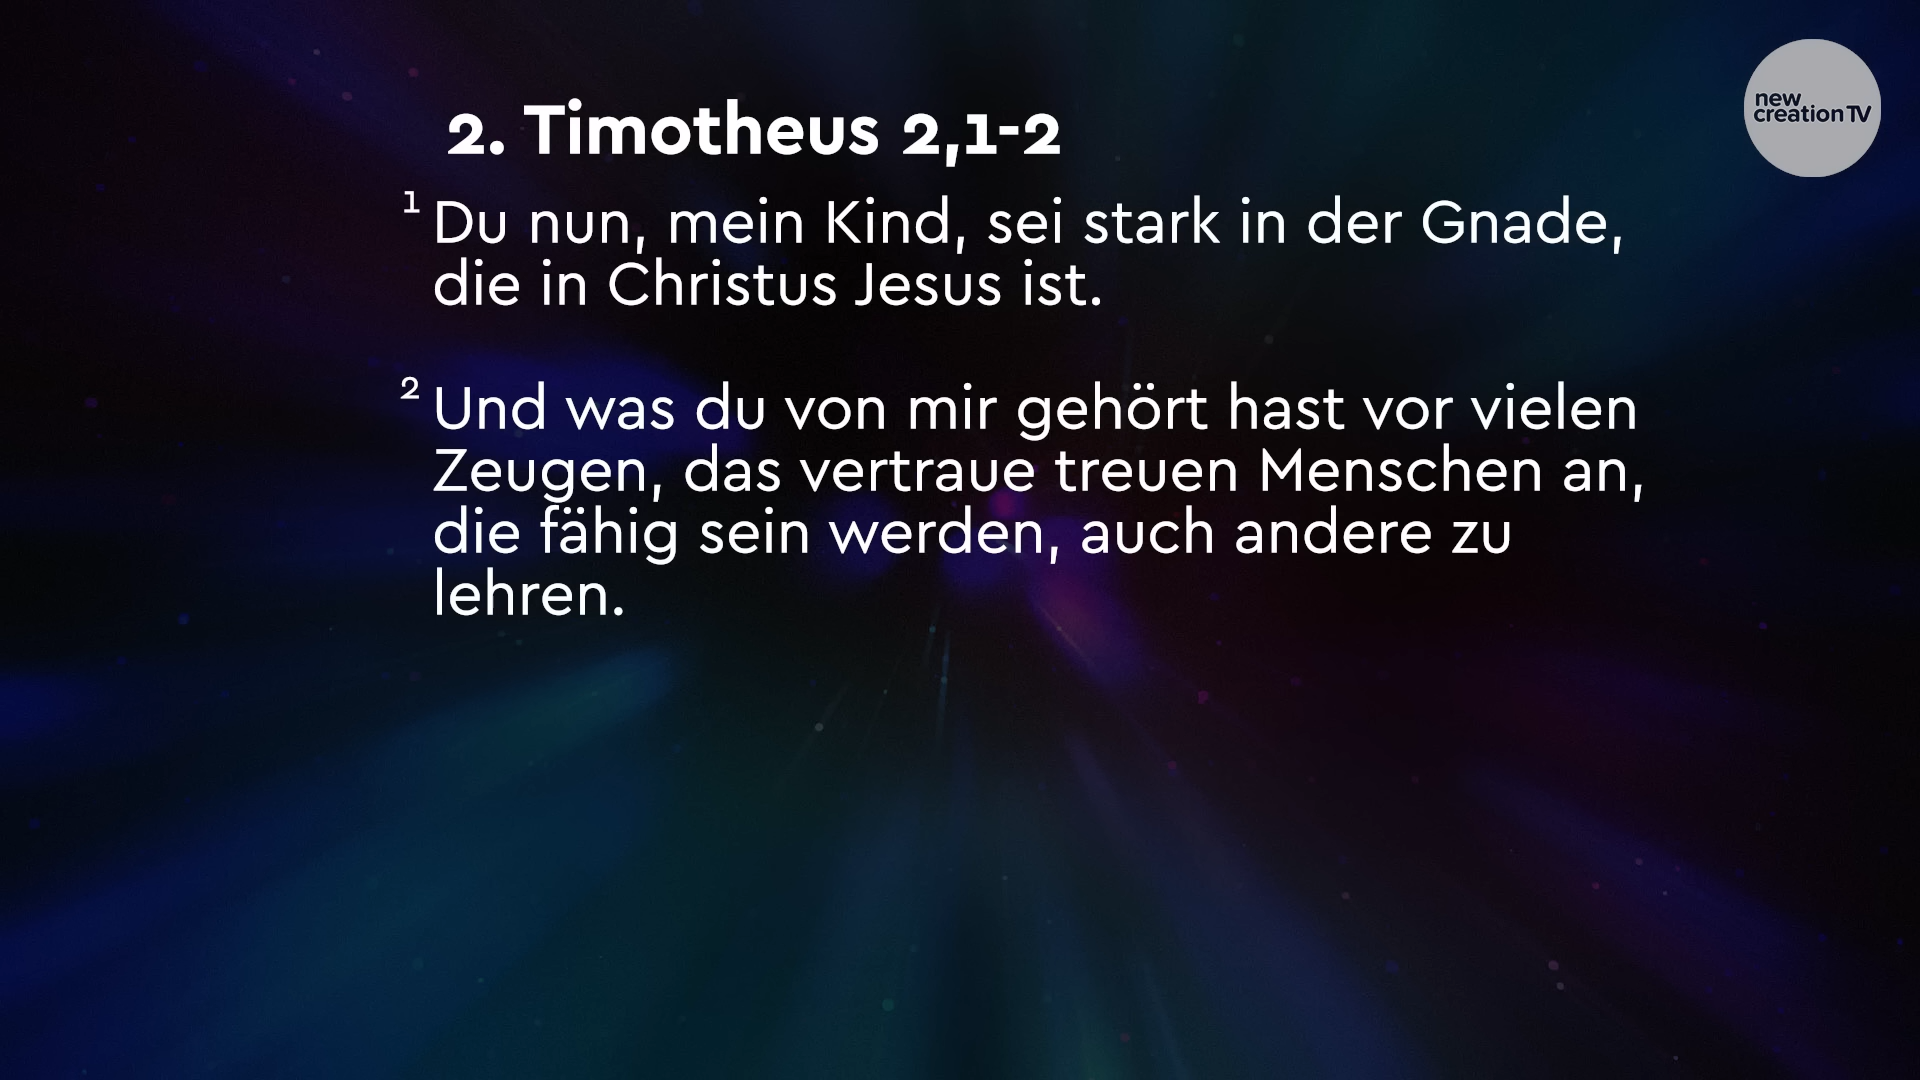 new
creation TV
2. Timotheus 2,1-2
1 Du nun, mein Kind, sei stark in der Gnade,
die in Christus Jesus ist.
2 Und was du von mir gehört hast vor vielen
Zeugen, das vertraue treuen Menschen an,
die fähig sein werden, auch andere zu
lehren.